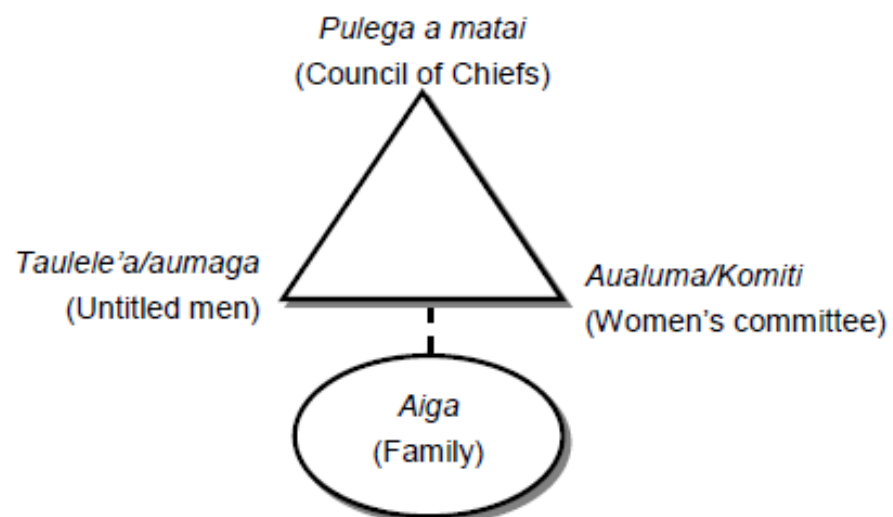 Pulega a matai
(Council of Chiefs)
Taulele’a/aumaga
(Untitled men)
Aualuma/Komiti
(Women’s committee)
Aiga
(Family)